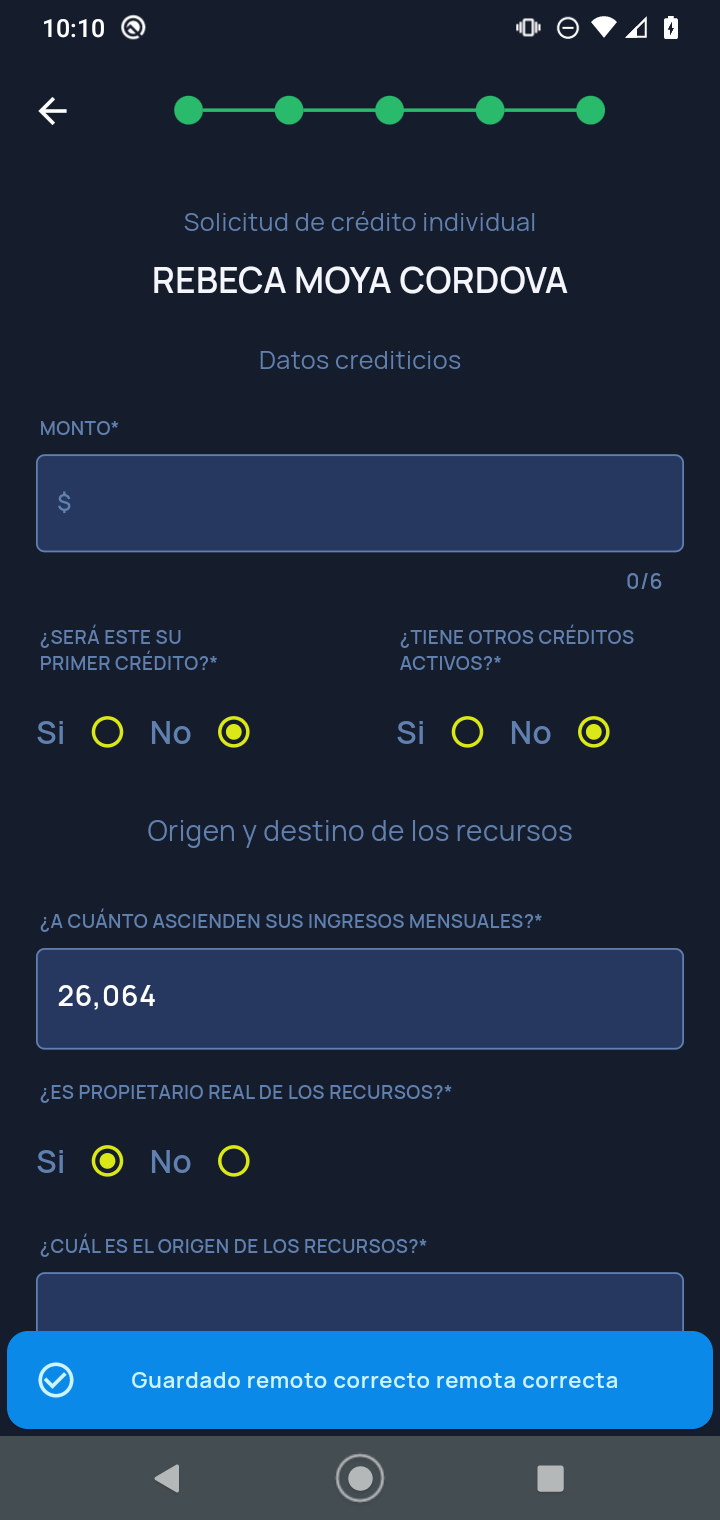 10:10
Solicitud de crédito individual
REBECA MOYA CORDOVA
Datos crediticios
MONTO*
$
0/6
¿SERÁ ESTE SU
PRIMER CRÉDITO?*
¿TIENE OTROS CRÉDITOS
ACTIVOS?*
Si No
Si No
Origen y destino de los recursos
¿A CUÁNTO ASCIENDEN SUS INGRESOS MENSUALES?*
26,064
¿ES PROPIETARIO REAL DE LOS RECURSOS?*
Si No
¿CUÁL ES EL ORIGEN DE LOS RECURSOS?*
Guardado remoto correcto remota correcta